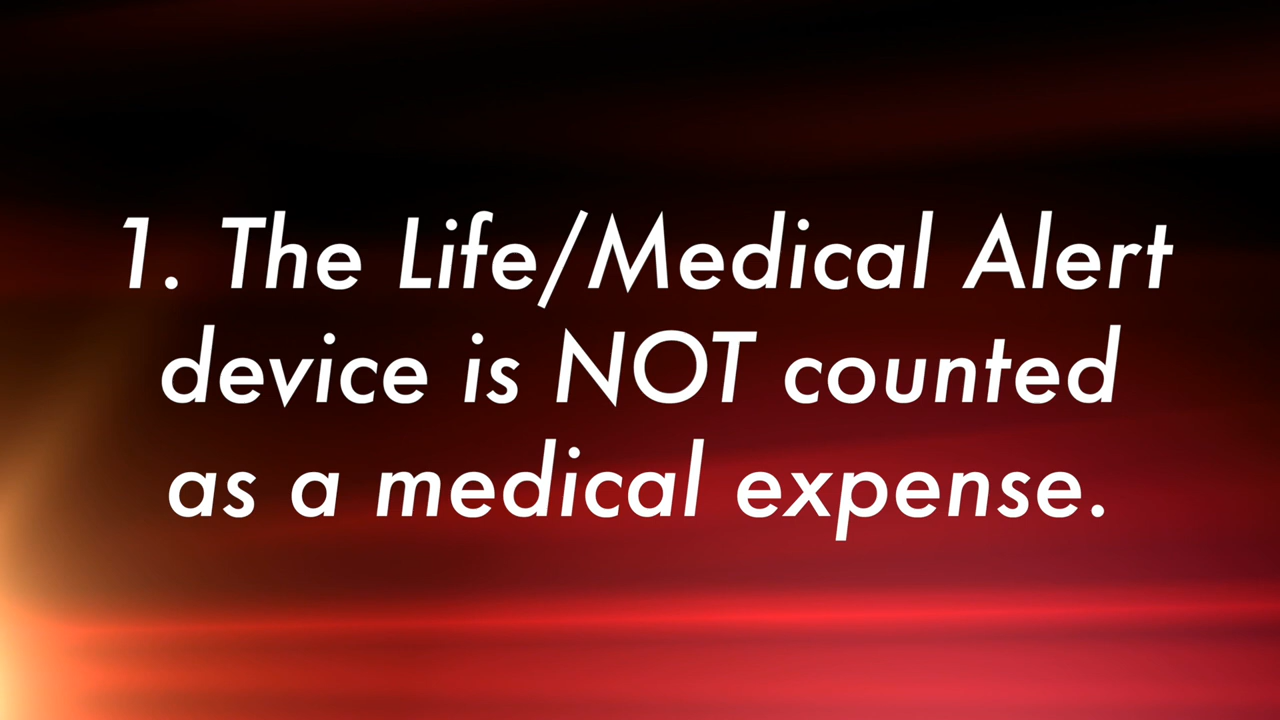 1. The Life/Medical Alert
device is NOT counted
as a medical expense.